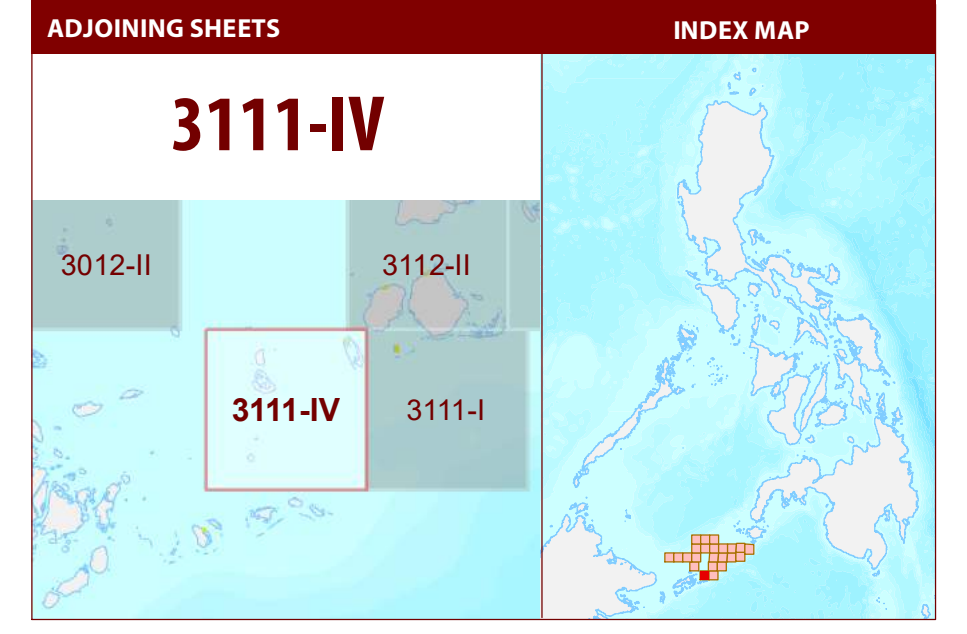 ADJOINING SHEETS
INDEX MAP
3111-IV
3012-II
3112-II
3111-IV
3111-I